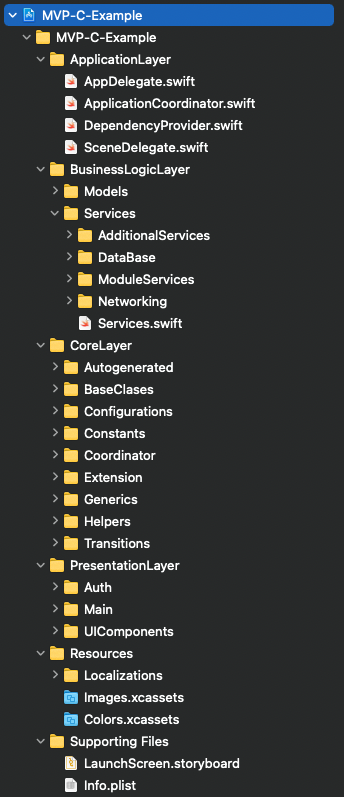 MVP-C-Example
MVP-C-Example
ApplicationLayer
AppDelegate.swift
ApplicationCoordinator.swift
DependencyProvider.swift
SceneDelegate.swift
BusinessLogicLayer
Models
Services
AdditionalServices
DataBase
ModuleServices
Networking
Services.swift
CoreLayer
Autogenerated
BaseClases
Configurations
Constants
Coordinator
Extension
Generics
Helpers
Transitions
PresentationLayer
Auth
Main
UIComponents
Resources
Localizations
Images.xcassets
Colors.xcassets
Supporting Files
LaunchScreen.storyboard
Info.plist